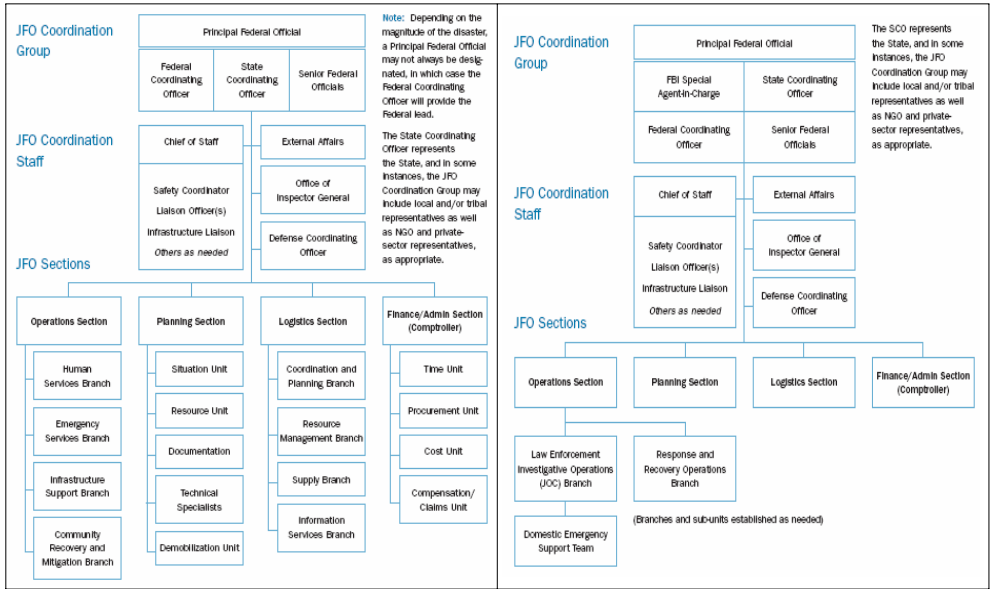 JFO Coordination
Group
Principal Federal Official
Federal
Coordinating
Officer
State
Coordinating
Officer
Senior Federal
Officials
Note: Depending on the
magnitude of the disaster,
a Principal Federal Official
may not always be desig-
nated, in which case the
Federal Coordinating
Officer will provide the
Federal lead.
The State Coordinating
Officer represents
the State, and in some
instances, the JFO
Coordination Group may
include local and/or tribal
representatives as well
as NGO and private-
sector representatives,
as appropriate.
JFO Coordination
Staff
Chief of Staff
Safety Coordinator
Liaison Officer(s)
Infrastructure Liaison
Others as needed
External Affairs
Office of
Inspector General
Defense Coordinating
Officer
JFO Sections
Operations Section
Human
Services Branch
Emergency
Services Branch
Infrastructure
Support Branch
Community
Recovery and
Mitigation Branch
Planning Section
Situation Unit
Resource Unit
Documentation
Technical
Specialists
Demobilization Unit
Logistics Section
Coordination and
Planning Branch
Resource
Management Branch
Supply Branch
Information
Services Branch
Finance/Admin Section
(Comptroller)
Time Unit
Procurement Unit
Cost Unit
Compensation/
Claims Unit
JFO Coordination
Group
Principal Federal Official
FBI Special
Agent-in-Charge
State Coordinating
Officer
Federal Coordinating
Officer
Senior Federal
Officials
The SCO represents
the State, and in some
instances, the JFO
Coordination Group may
include local and/or tribal
representatives as well
as NGO and private-
sector representatives,
as appropriate.
JFO Coordination
Staff
Chief of Staff
Safety Coordinator
Liaison Officer(s)
Infrastructure Liaison
Others as needed
External Affairs
Office of
Inspector General
Defense Coordinating
Officer
JFO Sections
Operations Section
Planning Section
Logistics Section
Finance/Admin Section
(Comptroller)
Law Enforcement
Investigative Operations
(JOC) Branch
Response and
Recovery Operations
Branch
Domestic Emergency
Support Team
(Branches and sub-units established as needed)